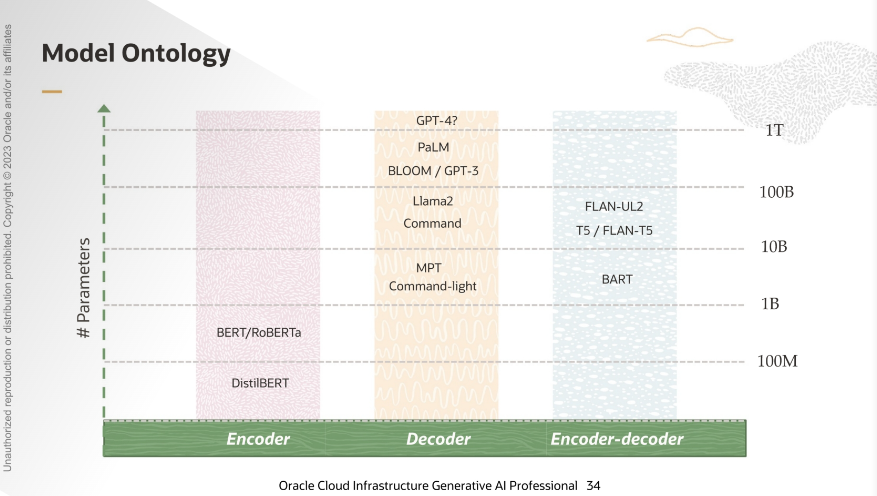 Model Ontology
GPT-4?
1T
PaLM
BLOOM / GPT-3
100B
Llama2
FLAN-UL2
Command
T5 / FLAN-T5
10B
MPT
Command-light
BART
1B
BERT/RoBERTa
100M
DistilBERT
# Parameters
Encoder
Decoder
Encoder-decoder
Oracle Cloud Infrastructure Generative AI Professional 34
Unauthorized reproduction or distribution prohibited. Copyright © 2023 Oracle and/or its affiliates